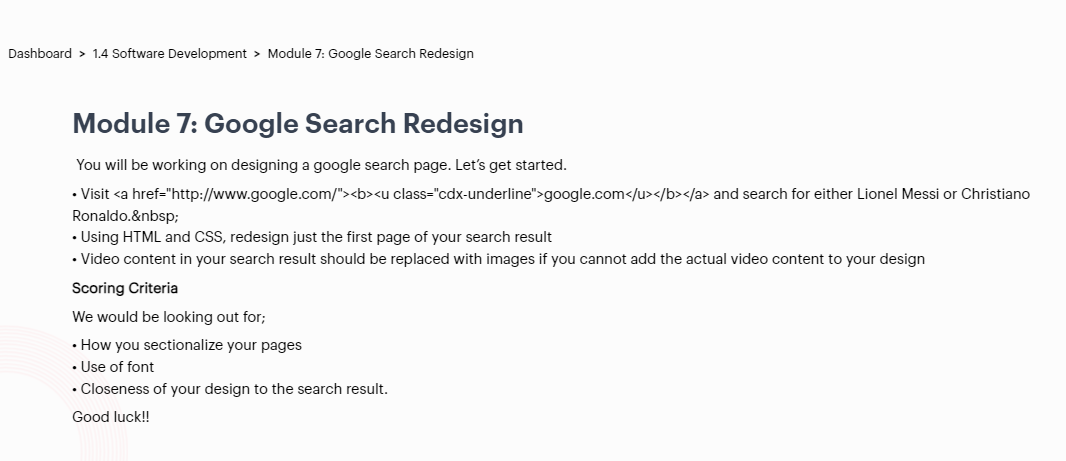 Dashboard > 1.4 Software Development > Module 7: Google Search Redesign
Module 7: Google Search Redesign
You will be working on designing a google search page. Let’s get started.
• Visit <a href="http://www.google.com/"><b><u class="cdx-underline">google.com</u></b></a> and search for either Lionel Messi or Christiano
Ronaldo.&nbsp;
• Using HTML and CSS, redesign just the first page of your search result
• Video content in your search result should be replaced with images if you cannot add the actual video content to your design
Scoring Criteria
We would be looking out for;
• How you sectionalize your pages
• Use of font
• Closeness of your design to the search result.
Good luck!!